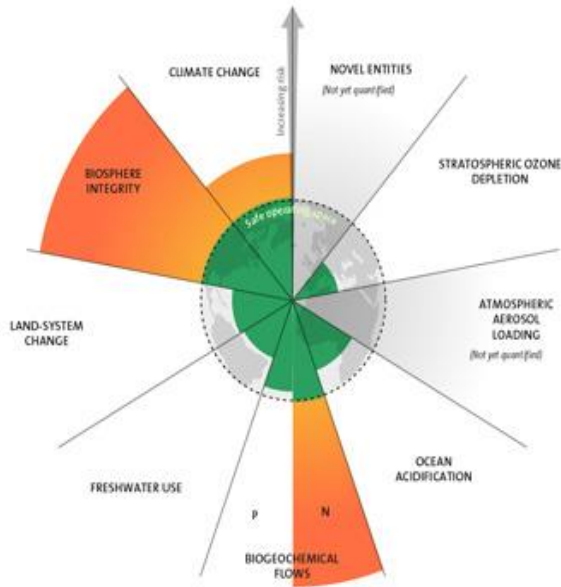 CLIMATE CHANGE
Increasing risk
NOVEL ENTITIES
(Not yet quantified)
STRATOSPHERIC OZONE
DEPLETION
BIOSPHERE
INTEGRITY
Safe operating space
LAND-SYSTEM
CHANGE
ATMOSPHERIC
AEROSOL
LOADING
(Not yet quantified)
FRESHWATER USE
OCEAN
ACIDIFICATION
P
N
BIOGEOCHEMICAL
FLOWS